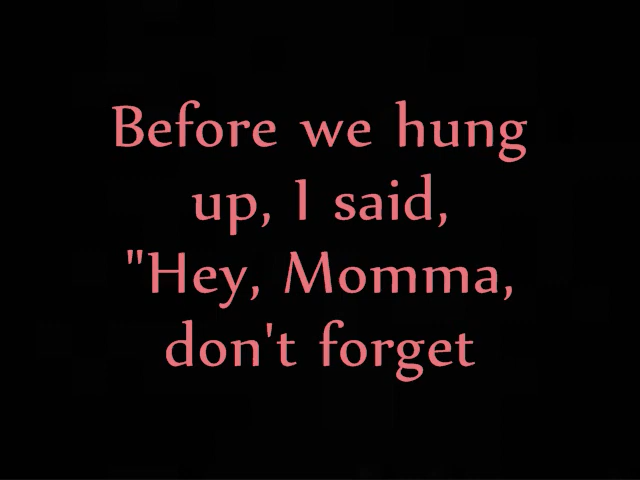 Before we hung
up, I said,
"Hey, Momma,
don't forget